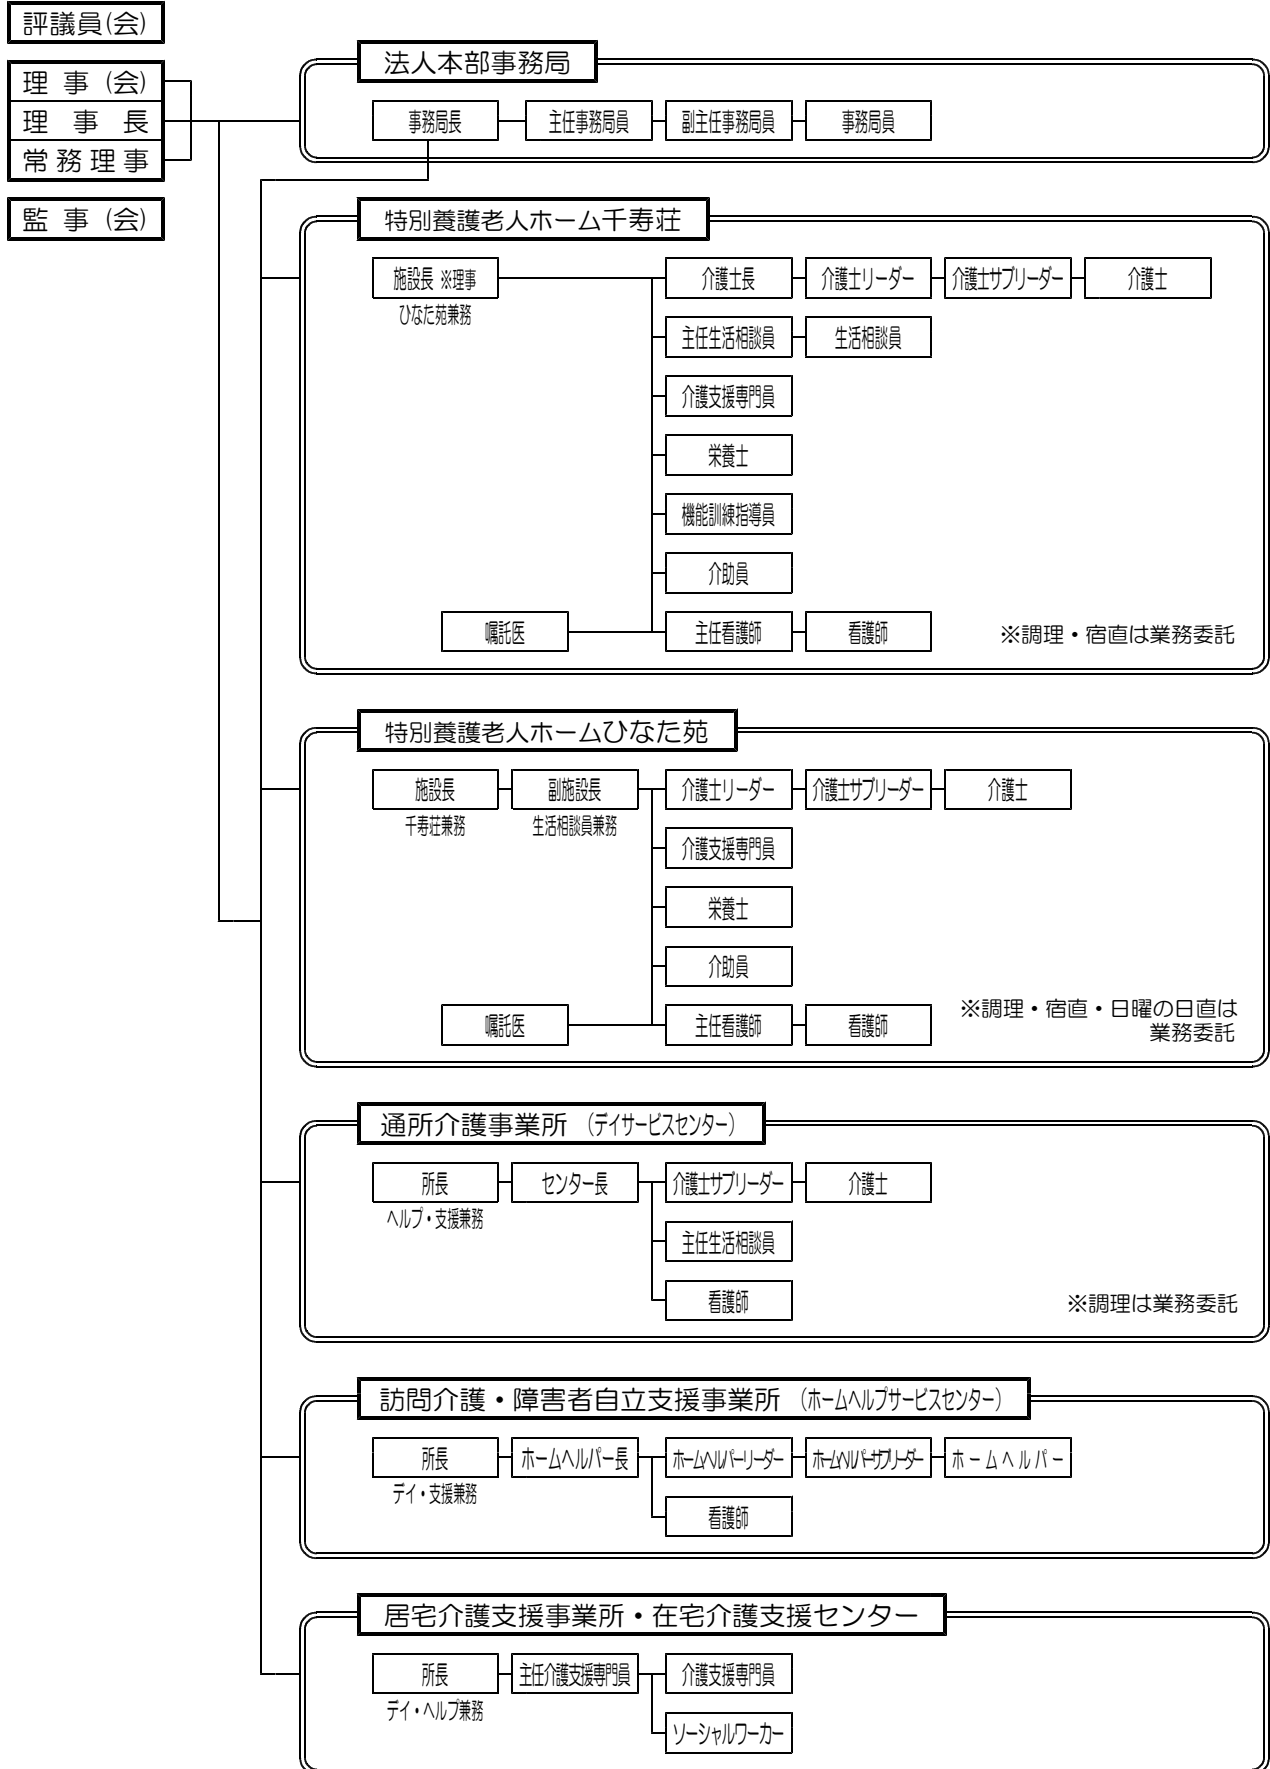 評議員(会)
理事(会)
理事長
常務理事
監事(会)
法人本部事務局
事務局長 主任事務局員 副主任事務局員 事務局員
特別養護老人ホーム千寿荘
施設長 ※理事 介護士長 介護士リーダー 介護士サブリーダー 介護士
ひなた苑兼務
主任生活相談員 生活相談員
介護支援専門員
栄養士
機能訓練指導員
介助員
嘱託医 主任看護師 看護師 ※調理・宿直は業務委託
特別養護老人ホームひなた苑
施設長 副施設長 介護士リーダー 介護士サブリーダー 介護士
千寿荘兼務 生活相談員兼務
介護支援専門員
栄養士
介助員
嘱託医 主任看護師 看護師 ※調理・宿直・日曜の日直は
業務委託
通所介護事業所 (デイサービスセンター)
所長 センター長 介護士サブリーダー 介護士
ヘルプ・支援兼務
主任生活相談員
看護師 ※調理は業務委託
訪問介護・障害者自立支援事業所 (ホームヘルプサービスセンター)
所長 ホームヘルパー長 ホームヘルパーリーダー ホームヘルパーサブリーダー ホームヘルパー
デイ・支援兼務
看護師
居宅介護支援事業所・在宅介護支援センター
所長 主任介護支援専門員 介護支援専門員
デイ・ヘルプ兼務
ソーシャルワーカー